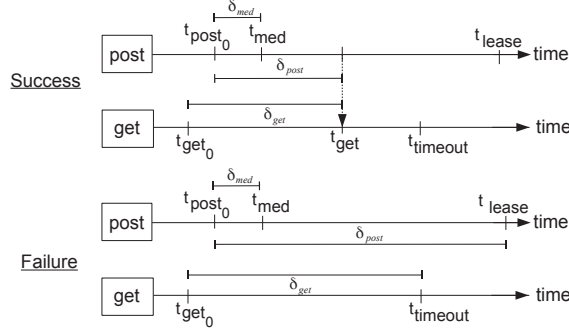 δmed
tpost0 tmed tlease
post time
Success δpost
δget
get time
tget0 tget ttimeout
δmed
tpost0 tmed tlease
post time
δpost
Failure
δget
get time
tget0 ttimeout